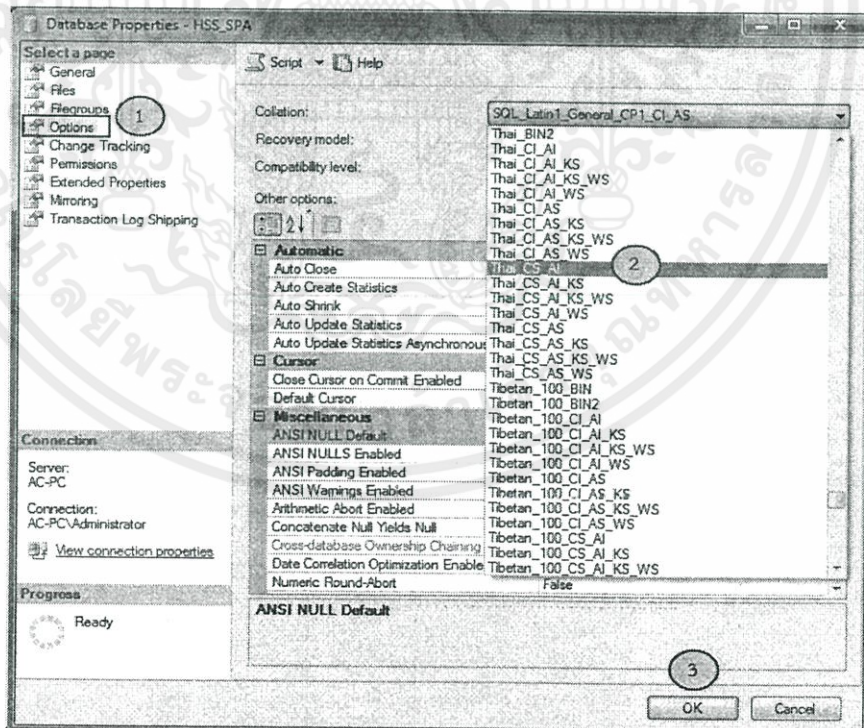 Database Properties - HSS_SPA
Select a page
General
Files
Filegroups
Options
Change Tracking
Permissions
Extended Properties
Mirroring
Transaction Log Shipping
1
Script
Help
Collation:
SQL_Latin1_General_CP1_CI_AS
Recovery model:
Compatibility level:
Other options:
Thai_BIN2
Thai_CI_AI
Thai_CI_AI_KS
Thai_CI_AI_KS_WS
Thai_CI_AI_WS
Thai_CI_AS
Thai_CI_AS_KS
Thai_CI_AS_KS_WS
Thai_CI_AS_WS
Thai_CS_AI
2
Thai_CS_AI_KS
Thai_CS_AI_KS_WS
Thai_CS_AI_WS
Thai_CS_AS
Thai_CS_AS_KS
Thai_CS_AS_KS_WS
Thai_CS_AS_WS
Tibetan_100_BIN
Tibetan_100_BIN2
Tibetan_100_CI_AI
Tibetan_100_CI_AI_KS
Tibetan_100_CI_AI_KS_WS
Tibetan_100_CI_AI_WS
Tibetan_100_CI_AS
Tibetan_100_CI_AS_KS
Tibetan_100_CI_AS_KS_WS
Tibetan_100_CI_AS_WS
Tibetan_100_CS_AI
Tibetan_100_CS_AI_KS
Tibetan_100_CS_AI_KS_WS
Automatic
Auto Close
Auto Create Statistics
Auto Shrink
Auto Update Statistics
Auto Update Statistics Asynchronous
Cursor
Close Cursor on Commit Enabled
Default Cursor
Miscellaneous
ANSI NULL Default
ANSI NULLS Enabled
ANSI Padding Enabled
ANSI Warnings Enabled
Arithmetic Abort Enabled
Concatenate Null Yields Null
Cross-database Ownership Chaining
Date Correlation Optimization Enable
Numeric Round-Abort
False
ANSI NULL Default
Connection
Server:
AC-PC
Connection:
AC-PC\Administrator
View connection properties
Progress
Ready
3
OK
Cancel